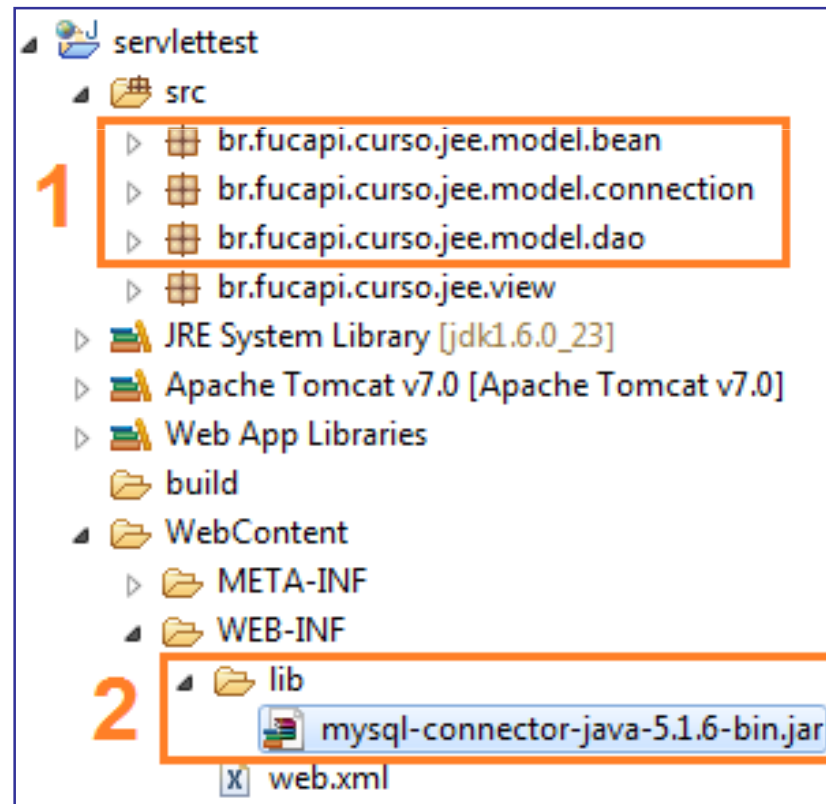 servlettest
src
1
br.fucapi.curso.jee.model.bean
br.fucapi.curso.jee.model.connection
br.fucapi.curso.jee.model.dao
br.fucapi.curso.jee.view
JRE System Library [jdk1.6.0_23]
Apache Tomcat v7.0 [Apache Tomcat v7.0]
Web App Libraries
build
WebContent
META-INF
WEB-INF
2
lib
mysql-connector-java-5.1.6-bin.jar
web.xml